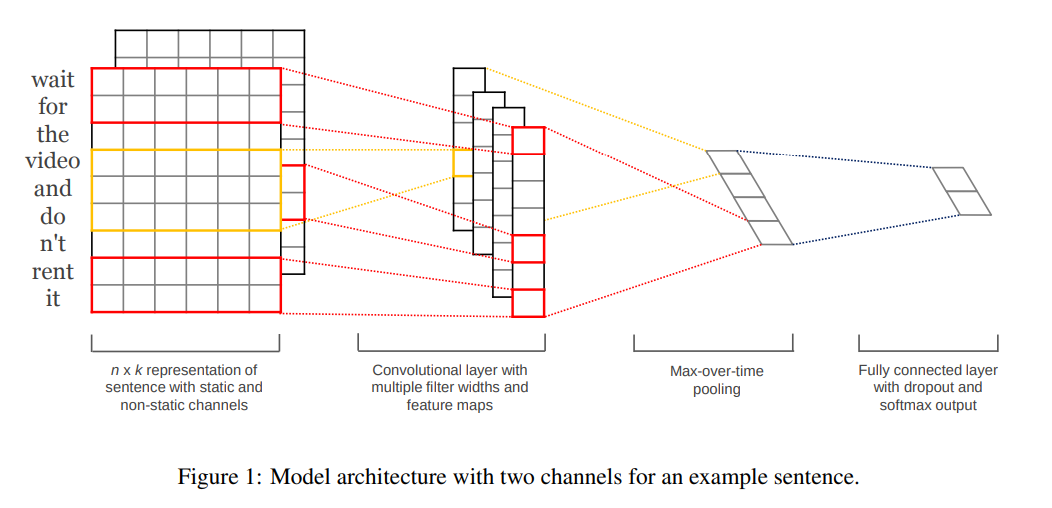 wait
for
the
video
and
do
n't
rent
it
n x k representation of
sentence with static and
non-static channels
Convolutional layer with
multiple filter widths and
feature maps
Max-over-time
pooling
Fully connected layer
with dropout and
softmax output
Figure 1: Model architecture with two channels for an example sentence.